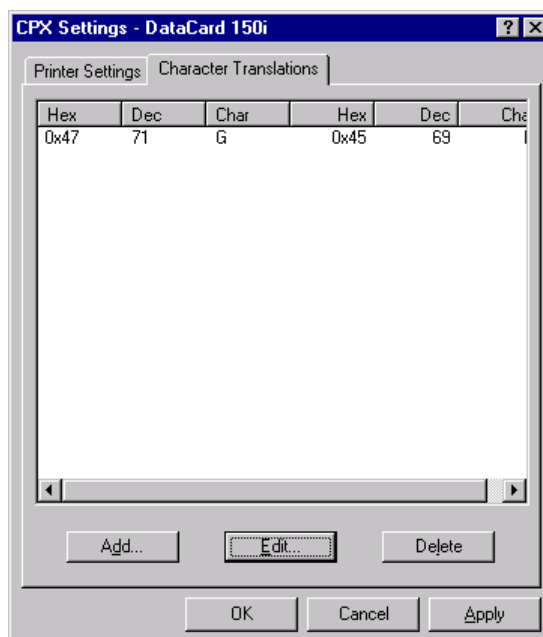 CPX Settings - DataCard 150i
Printer Settings Character Translations
Hex Dec Char Hex Dec Cha
0x47 71 G 0x45 69
Add... Edit... Delete
OK Cancel Apply